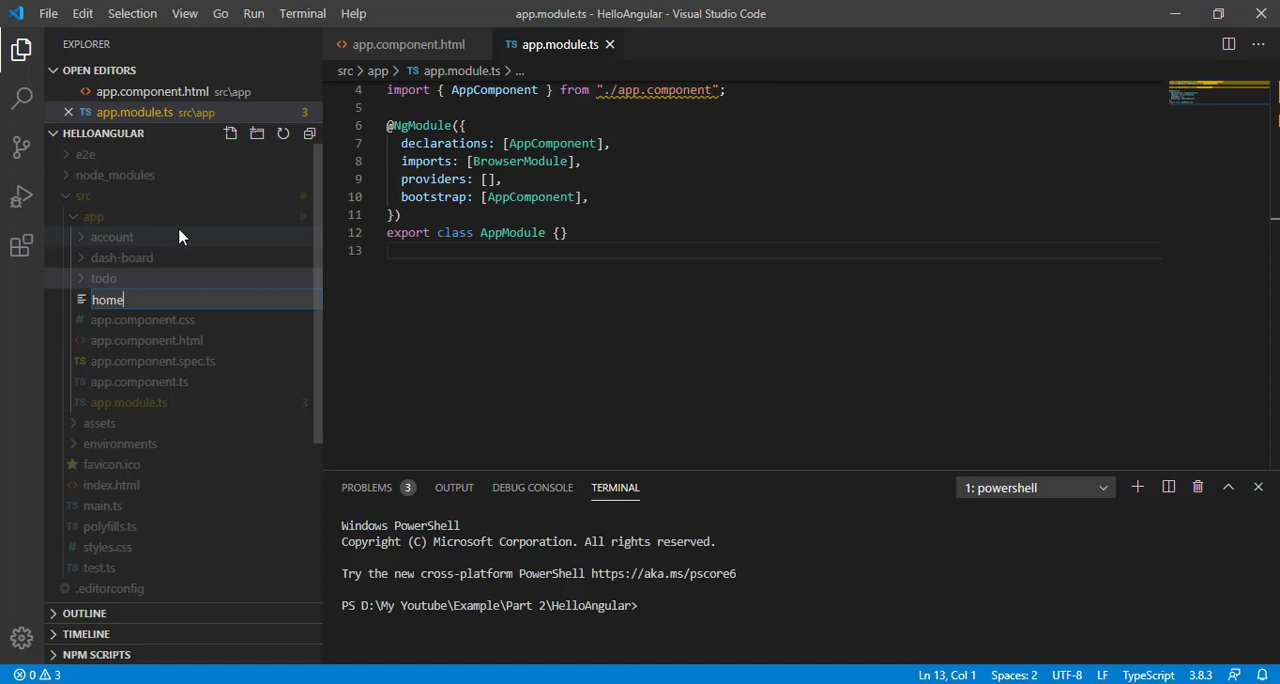 File Edit Selection View Go Run Terminal Help
app.module.ts - HelloAngular - Visual Studio Code
EXPLORER
OPEN EDITORS
app.component.html src\app
TS app.module.ts src\app 3
HELLOANGULAR
e2e
node_modules
src
app
account
dash-board
todo
home
# app.component.css
<> app.component.html
TS app.component.spec.ts
TS app.component.ts
TS app.module.ts 3
assets
environments
favicon.ico
<> index.html
TS main.ts
TS polyfills.ts
# styles.css
TS test.ts
.editorconfig
OUTLINE
TIMELINE
NPM SCRIPTS
<> app.component.html
TS app.module.ts
src > app > TS app.module.ts > ...
4 import { AppComponent } from "./app.component";
5
6 @NgModule({
7 declarations: [AppComponent],
8 imports: [BrowserModule],
9 providers: [],
10 bootstrap: [AppComponent],
11 })
12 export class AppModule {}
13
PROBLEMS 3 OUTPUT DEBUG CONSOLE TERMINAL
1: powershell
Windows PowerShell
Copyright (C) Microsoft Corporation. All rights reserved.
Try the new cross-platform PowerShell https://aka.ms/pscore6
PS D:\My Youtube\Example\Part 2\HelloAngular>
0 3
Ln 13, Col 1 Spaces: 2 UTF-8 LF TypeScript 3.8.3